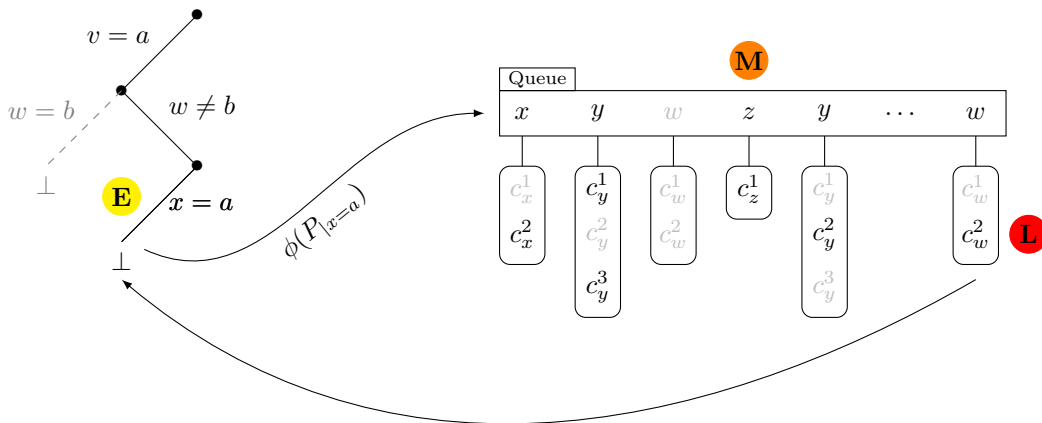 v = a
w = b
w ≠ b
E
x = a
⊥
⊥
ϕ(P|x=a)
M
Queue
x y w z y ... w
c_x^1 c_y^1 c_w^1 c_z^1 c_y^1 c_w^1
c_x^2 c_y^2 c_w^2 c_y^2 c_w^2
L
c_y^3 c_y^3